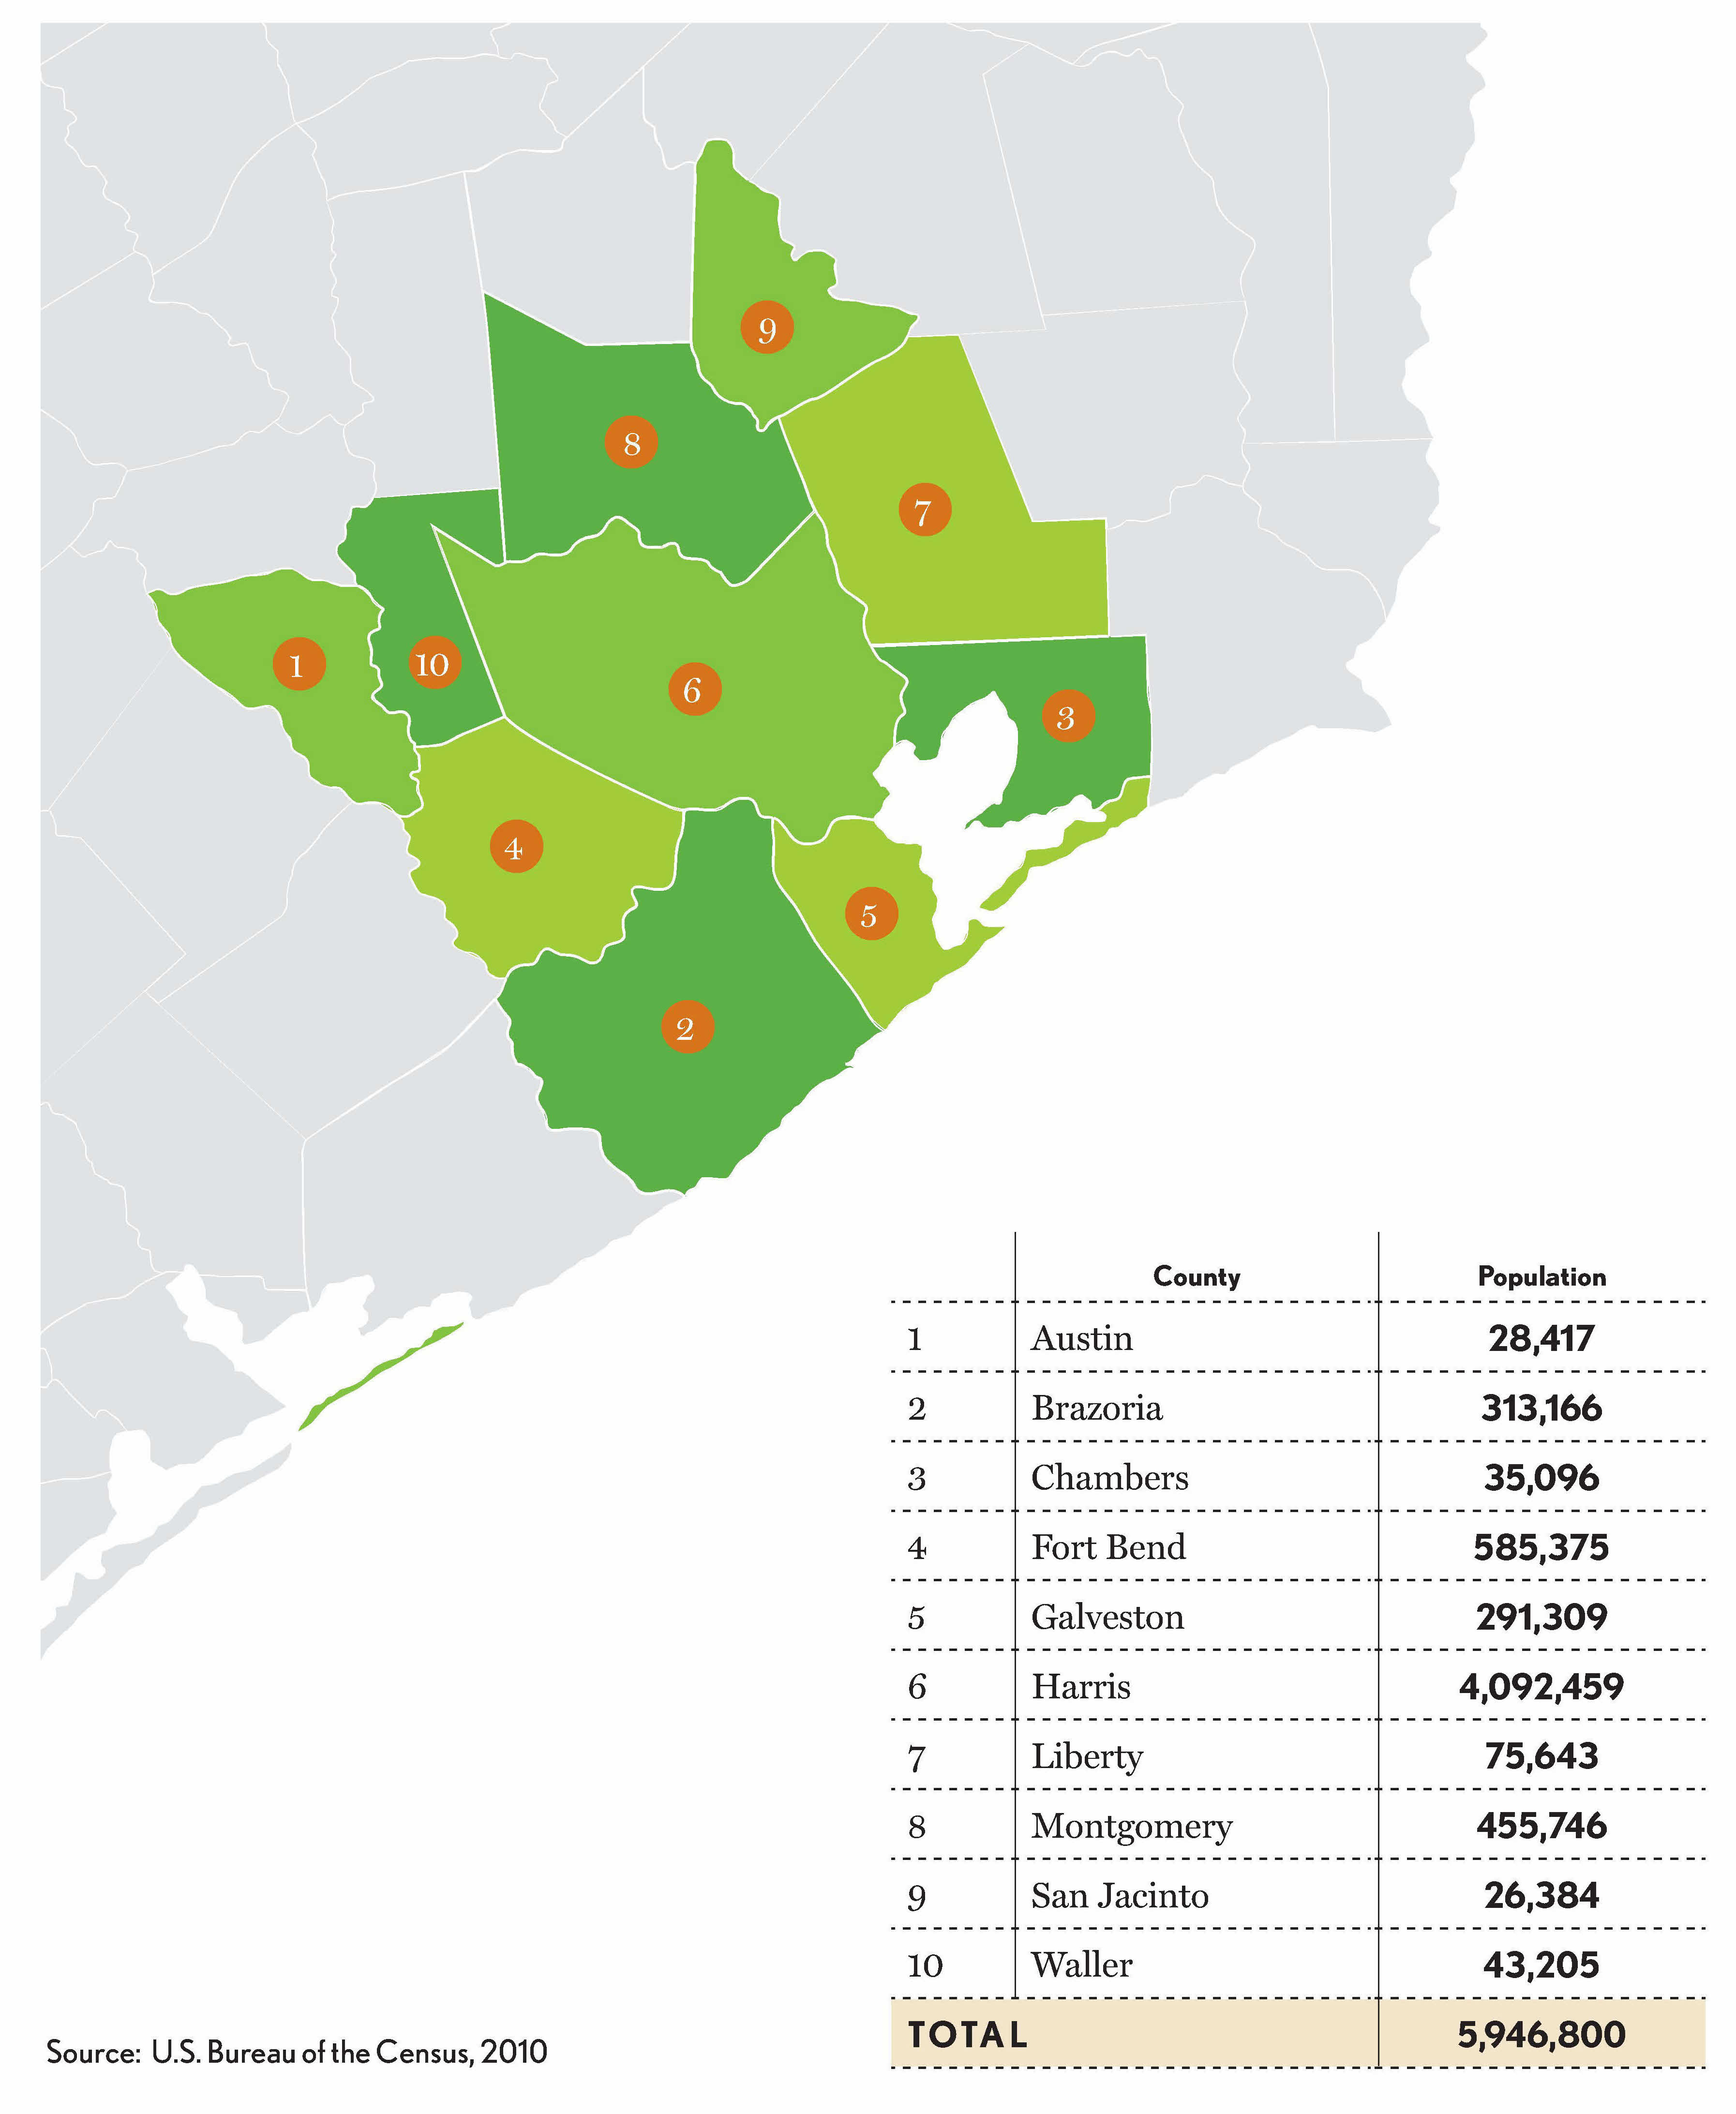 9
8
7
1
10
6
3
4
5
2
County Population
1 Austin 28,417
2 Brazoria 313,166
3 Chambers 35,096
4 Fort Bend 585,375
5 Galveston 291,309
6 Harris 4,092,459
7 Liberty 75,643
8 Montgomery 455,746
9 San Jacinto 26,384
10 Waller 43,205
TOTAL 5,946,800
Source: U.S. Bureau of the Census, 2010